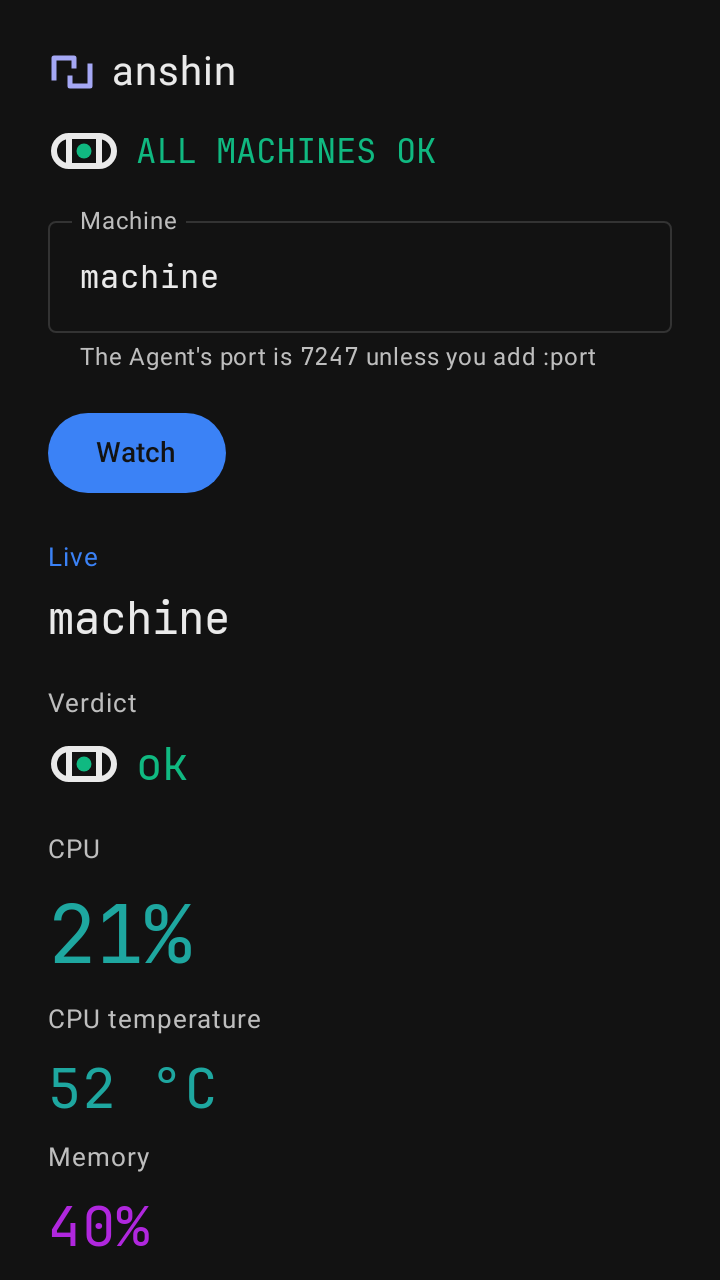 anshin
ALL MACHINES OK
Machine
machine
The Agent's port is 7247 unless you add :port
Watch
Live
machine
Verdict
ok
CPU
21%
CPU temperature
52 °C
Memory
40%